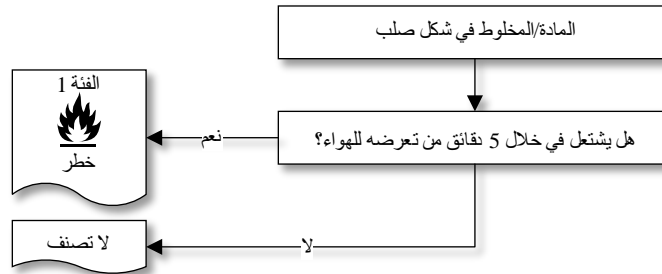 المادة/المخلوط في شكل صلب
هل يشتعل في خلال 5 دقائق من تعرضه للهواء؟
نعم
الفئة 1
خطر
لا
لا تصنف